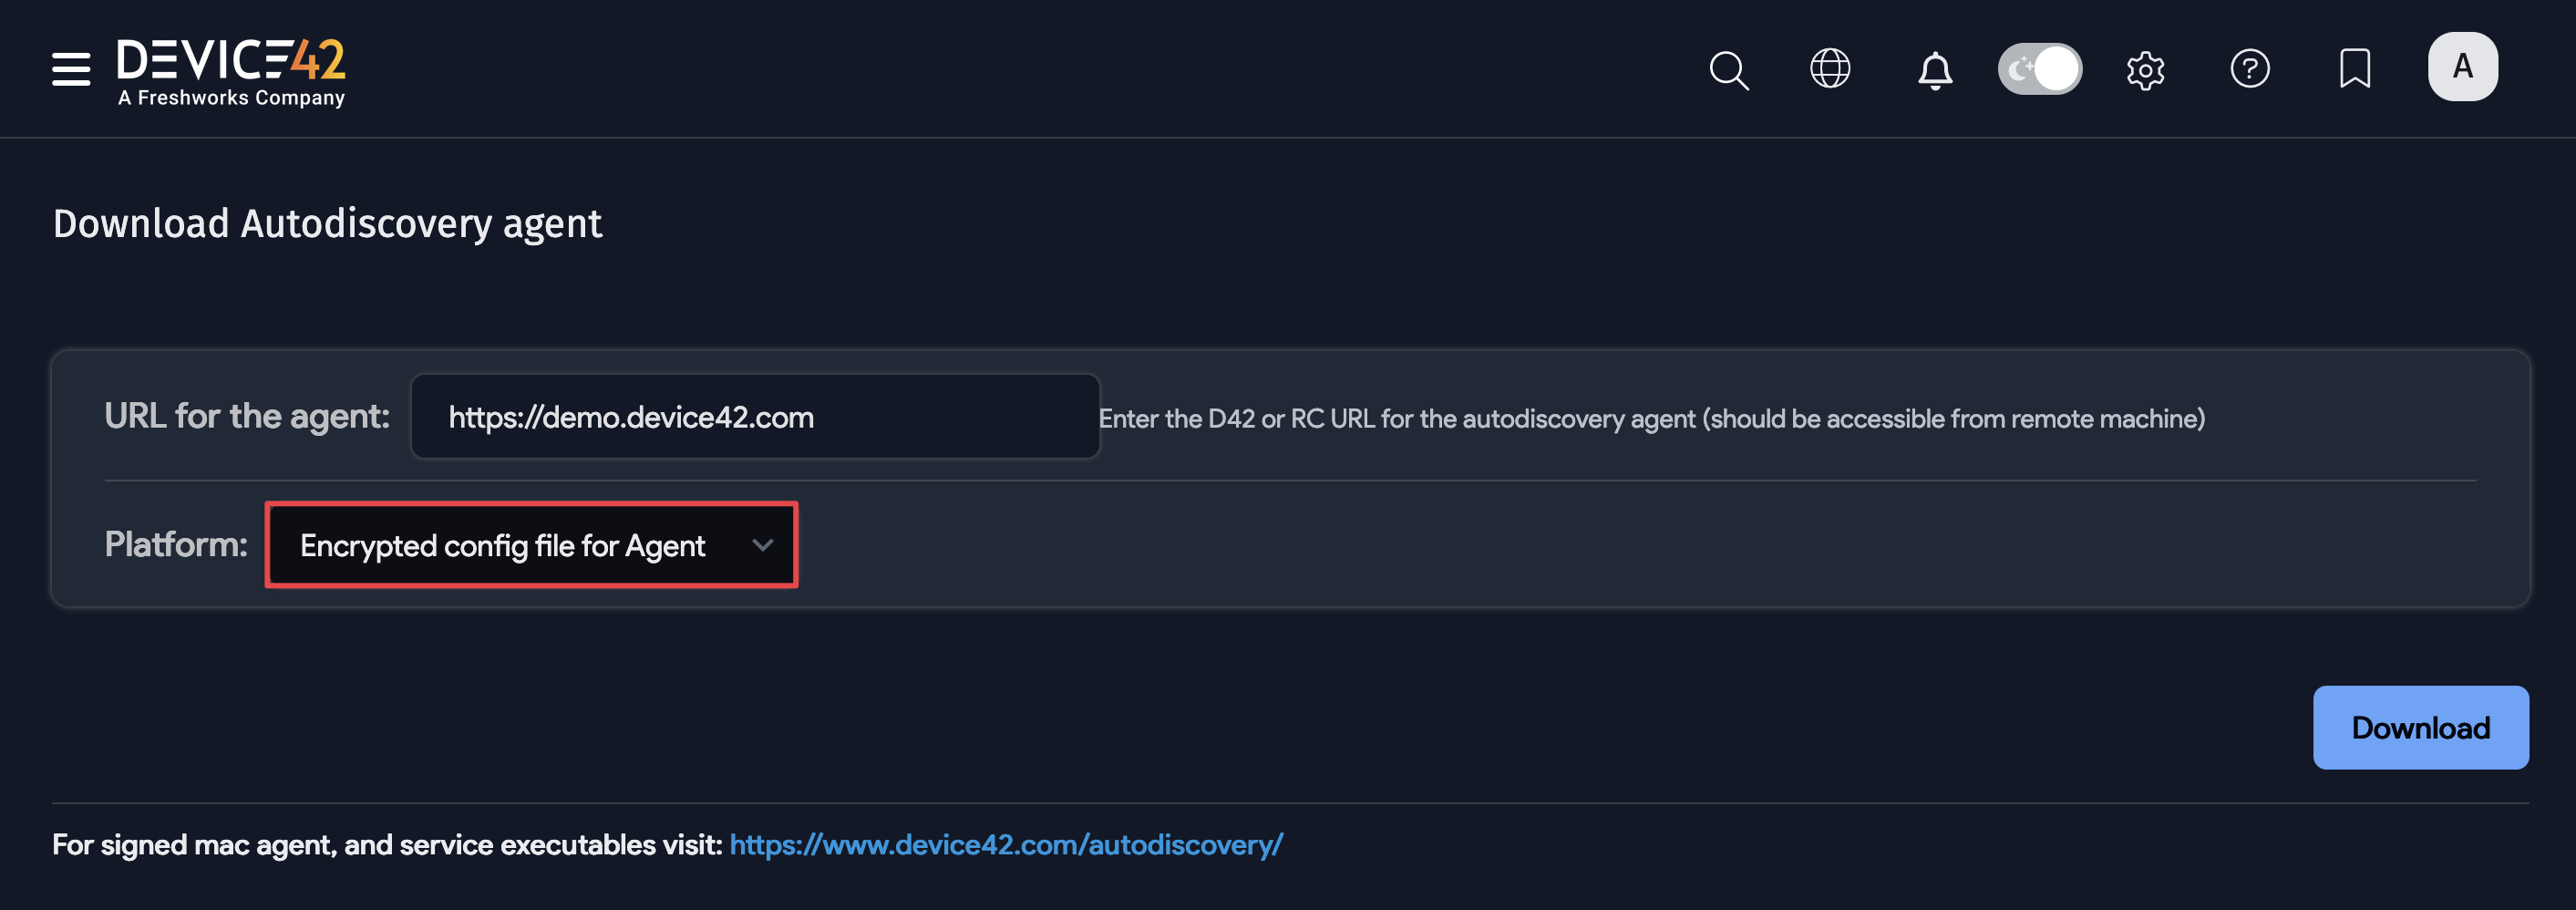 DEVICE42
A Freshworks Company
A
Download Autodiscovery agent
URL for the agent: https://demo.device42.com Enter the D42 or RC URL for the autodiscovery agent (should be accessible from remote machine)
Platform: Encrypted config file for Agent
Download
For signed mac agent, and service executables visit: https://www.device42.com/autodiscovery/